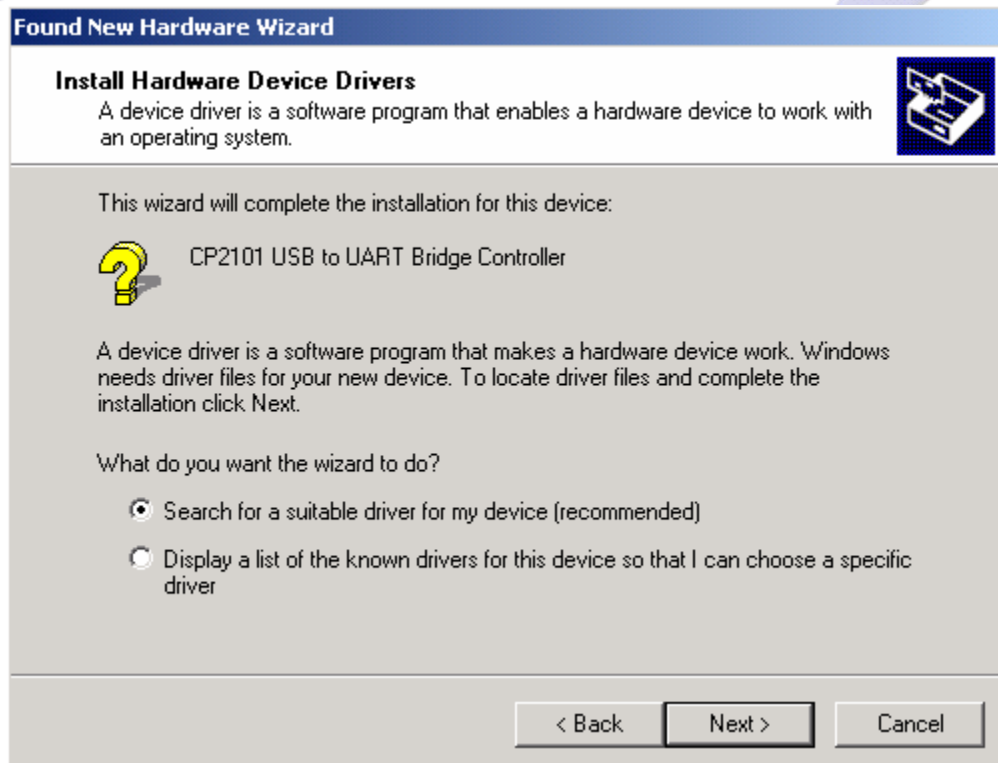 Found New Hardware Wizard
Install Hardware Device Drivers
A device driver is a software program that enables a hardware device to work with
an operating system.
This wizard will complete the installation for this device:
CP2101 USB to UART Bridge Controller
A device driver is a software program that makes a hardware device work. Windows
needs driver files for your new device. To locate driver files and complete the
installation click Next.
What do you want the wizard to do?
Search for a suitable driver for my device (recommended)
Display a list of the known drivers for this device so that I can choose a specific
driver
< Back Next > Cancel